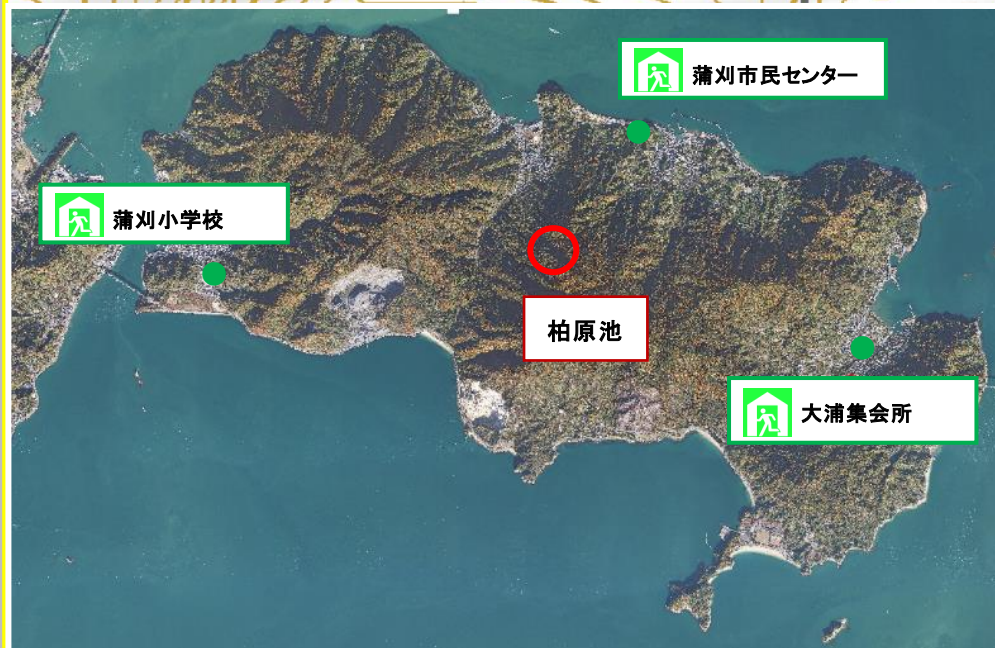 蒲刈市民センター
蒲刈小学校
柏原池
大浦集会所